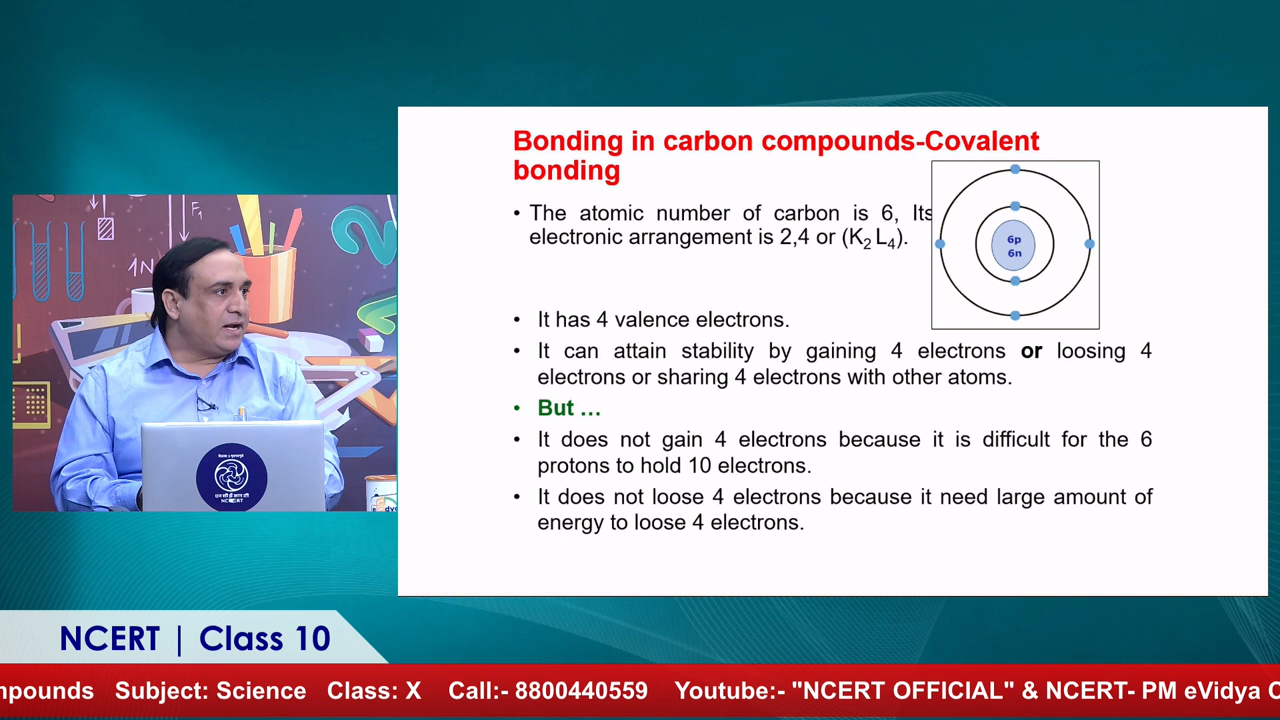 Bonding in carbon compounds-Covalent
bonding
• The atomic number of carbon is 6, Its
electronic arrangement is 2,4 or (K₂ L₄).
6p
6n
• It has 4 valence electrons.
• It can attain stability by gaining 4 electrons or loosing 4
electrons or sharing 4 electrons with other atoms.
• But ...
• It does not gain 4 electrons because it is difficult for the 6
protons to hold 10 electrons.
• It does not loose 4 electrons because it need large amount of
energy to loose 4 electrons.
F₁
1N
NCERT
NCERT | Class 10
mpounds Subject: Science Class: X Call:- 8800440559 Youtube:- "NCERT OFFICIAL" & NCERT- PM eVidya C